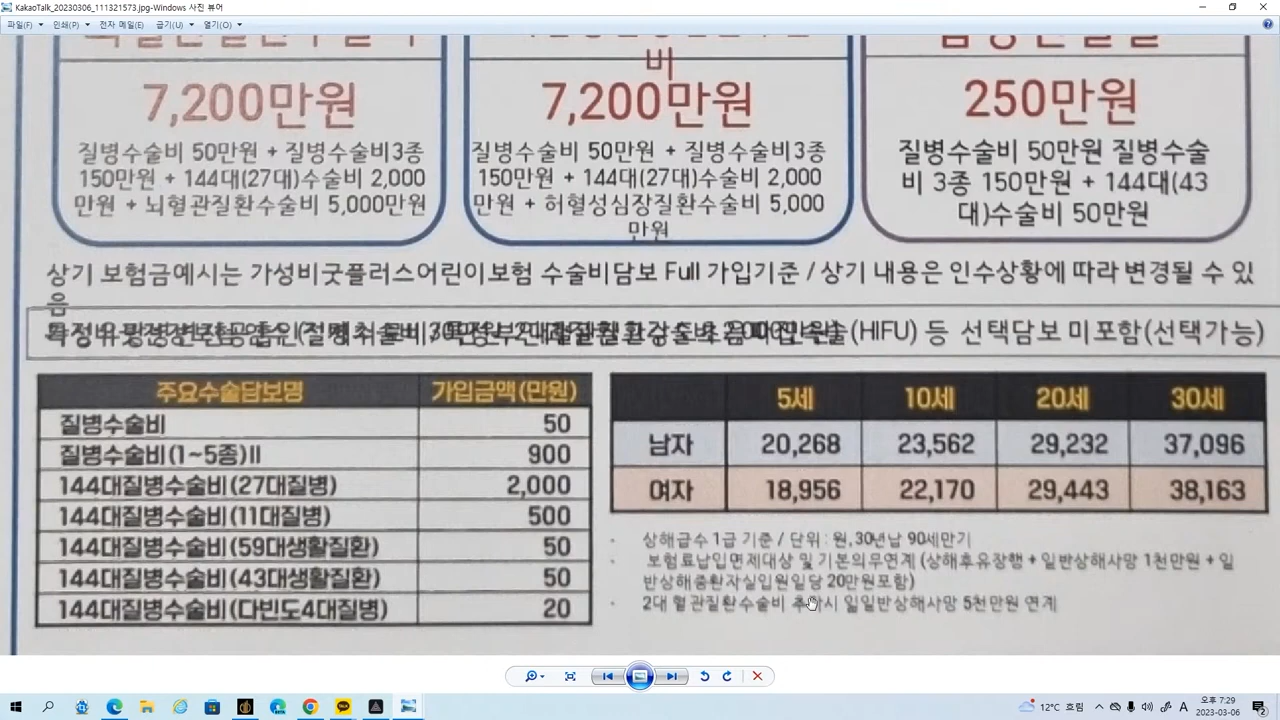 KakaoTalk_20230306_111321573.jpg-Windows 사진 뷰어
파일(F) 인쇄(P) 전자 메일(E) 굽기(U) 열기(O)
비
7,200만원
7,200만원
250만원
질병수술비 50만원 + 질병수술비3종
150만원 + 144대(27대)수술비 2,000
만원 + 뇌혈관질환수술비 5,000만원
질병수술비 50만원 + 질병수술비3종
150만원 + 144대(27대)수술비 2,000
만원 + 허혈성심장질환수술비 5,000
만원
질병수술비 50만원 질병수술
비 3종 150만원 + 144대(43
대)수술비 50만원
상기 보험금예시는 가성비굿플러스어린이보험 수술비담보 Full 가입기준 / 상기 내용은 인수상황에 따라 변경될 수 있
음
(HIFU) 등 선택담보 미포함(선택가능)
주요수술담보명 가입금액(만원)
질병수술비 50
질병수술비(1~5종)II 900
144대질병수술비(27대질병) 2,000
144대질병수술비(11대질병) 500
144대질병수술비(59대생활질환) 50
144대질병수술비(43대생활질환) 50
144대질병수술비(다빈도4대질병) 20
5세 10세 20세 30세
남자 20,268 23,562 29,232 37,096
여자 18,956 22,170 29,443 38,163
상해급수 1급 기준 / 단위 : 원, 30년납 90세만기
보험료납입면제대상 및 기본의무연계 (상해후유장행 + 일반상해사망 1천만원 + 일
반상해중환자실입원일당 20만원포함)
2대 혈관질환수술비 시 일일반상해사망 5천만원 연계
12°C 흐림
A
오후 7:29
2023-03-06
2